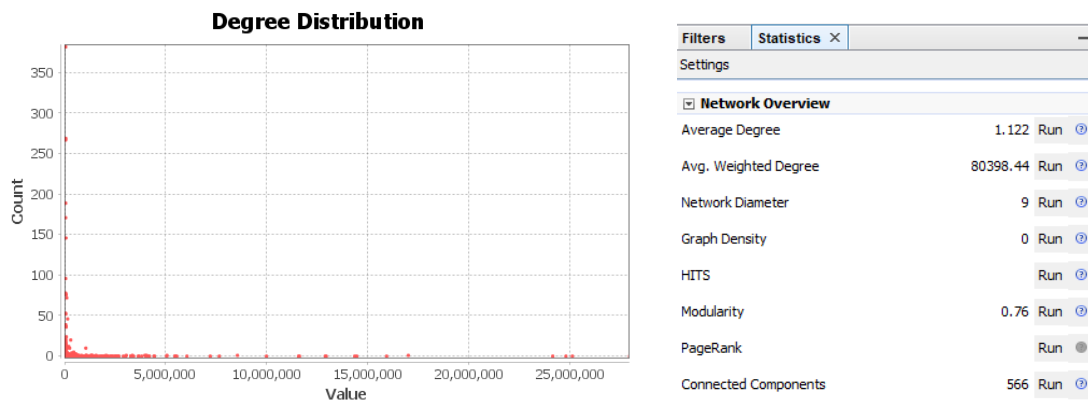 Degree Distribution
350
300
250
200
150
100
50
0
Count
0 5,000,000 10,000,000 15,000,000 20,000,000 25,000,000
Value
Filters Statistics ×
Settings
Network Overview
Average Degree 1.122 Run
Avg. Weighted Degree 80398.44 Run
Network Diameter 9 Run
Graph Density 0 Run
HITS Run
Modularity 0.76 Run
PageRank Run
Connected Components 566 Run